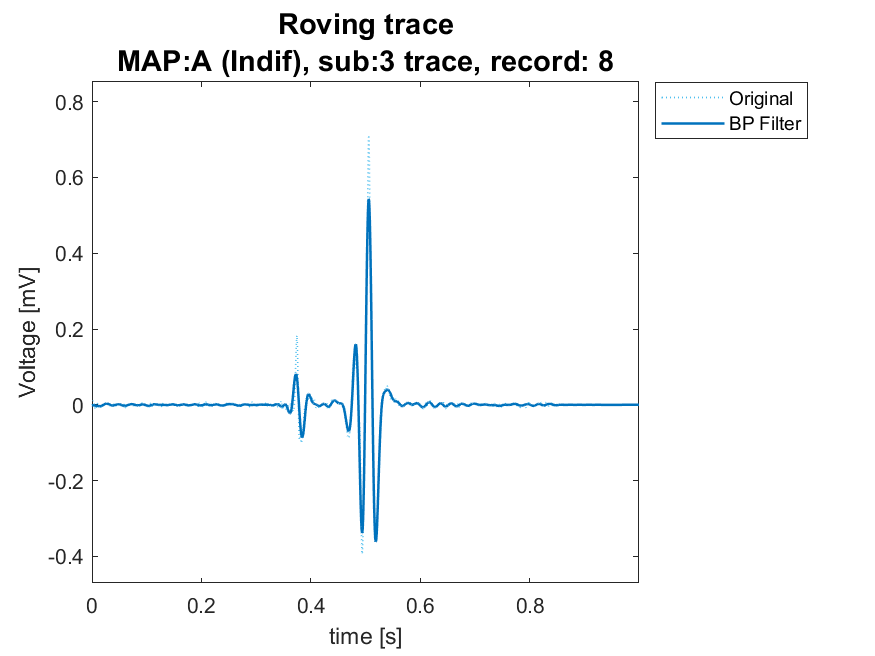 Roving trace
MAP:A (Indif), sub:3 trace, record: 8
Original
BP Filter
0.8
0.6
0.4
0.2
0
-0.2
-0.4
Voltage [mV]
0 0.2 0.4 0.6 0.8
time [s]